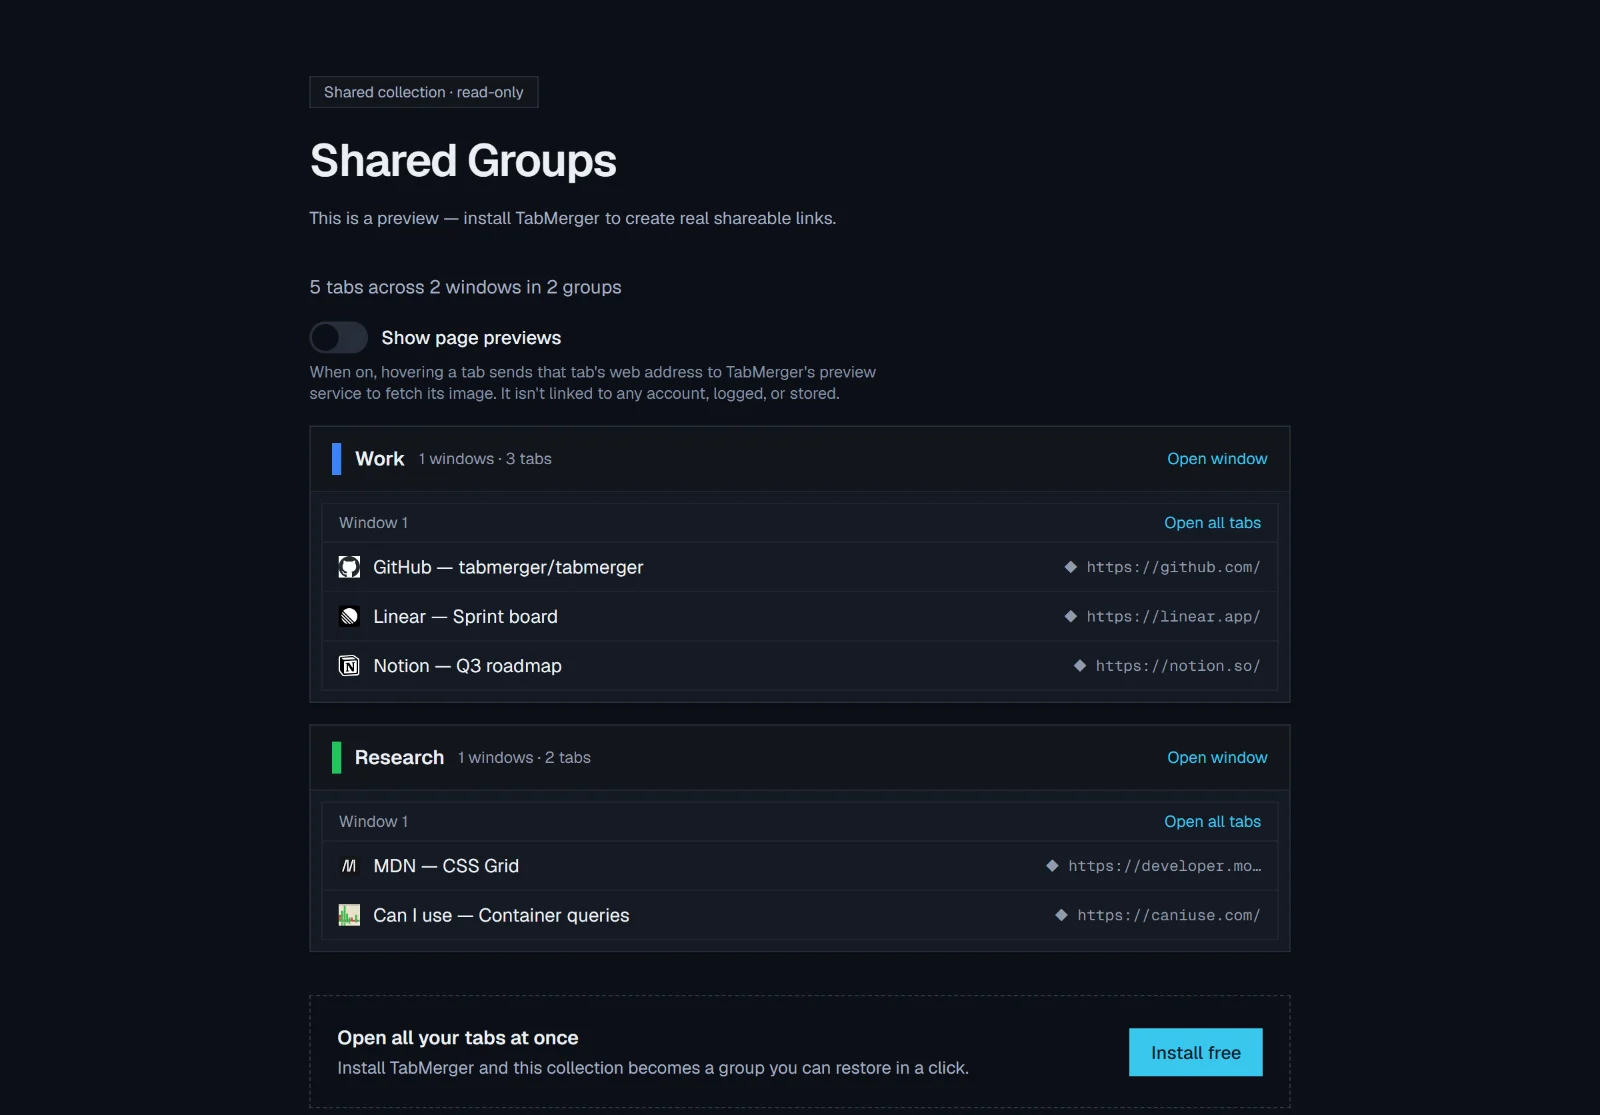 Shared collection · read-only
Shared Groups
This is a preview — install TabMerger to create real shareable links.
5 tabs across 2 windows in 2 groups
Show page previews
When on, hovering a tab sends that tab's web address to TabMerger's preview
service to fetch its image. It isn't linked to any account, logged, or stored.
Work 1 windows · 3 tabs Open window
Window 1 Open all tabs
GitHub — tabmerger/tabmerger ◆ https://github.com/
Linear — Sprint board ◆ https://linear.app/
Notion — Q3 roadmap ◆ https://notion.so/
Research 1 windows · 2 tabs Open window
Window 1 Open all tabs
MDN — CSS Grid ◆ https://developer.mo…
Can I use — Container queries ◆ https://caniuse.com/
Open all your tabs at once
Install TabMerger and this collection becomes a group you can restore in a click.
Install free